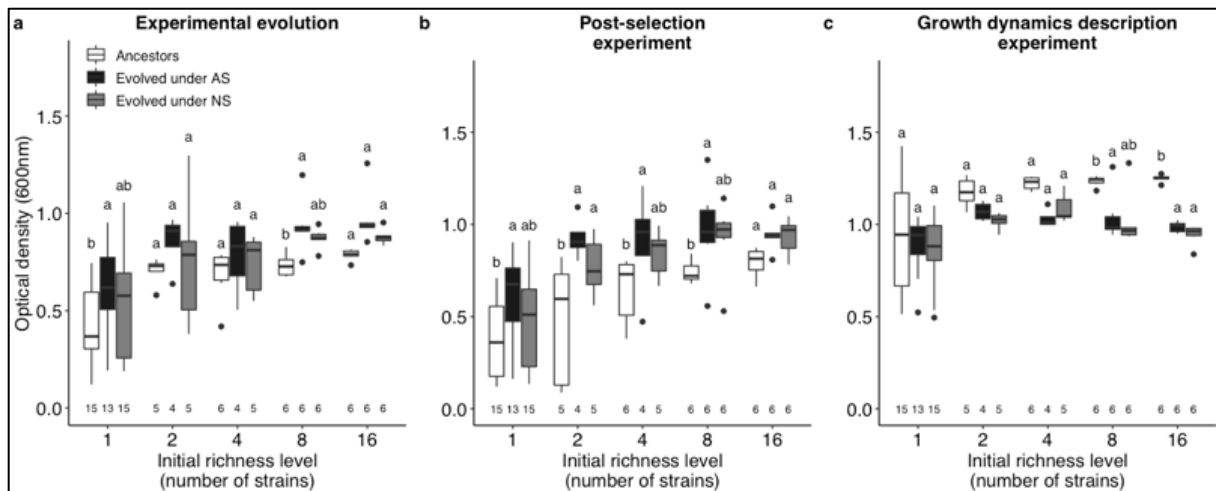 a Experimental evolution
Ancestors
Evolved under AS
Evolved under NS
Optical density (600nm)
1.5
1.0
0.5
0.0
b a ab
a a a
a a a
b a ab
a a a
15 13 15 5 4 5 6 4 5 6 6 6 6 6 6
1 2 4 8 16
Initial richness level
(number of strains)
b Post-selection
experiment
1.5
1.0
0.5
0.0
b a ab
b a a
b a ab
b a ab
a a a
15 13 15 5 4 5 6 4 5 6 6 6 6 6 6
1 2 4 8 16
Initial richness level
(number of strains)
c Growth dynamics description
experiment
1.5
1.0
0.5
0.0
a a a
a a a
a a a
b a ab
b a a
15 13 15 5 4 5 6 4 5 6 6 6 6 6 6
1 2 4 8 16
Initial richness level
(number of strains)